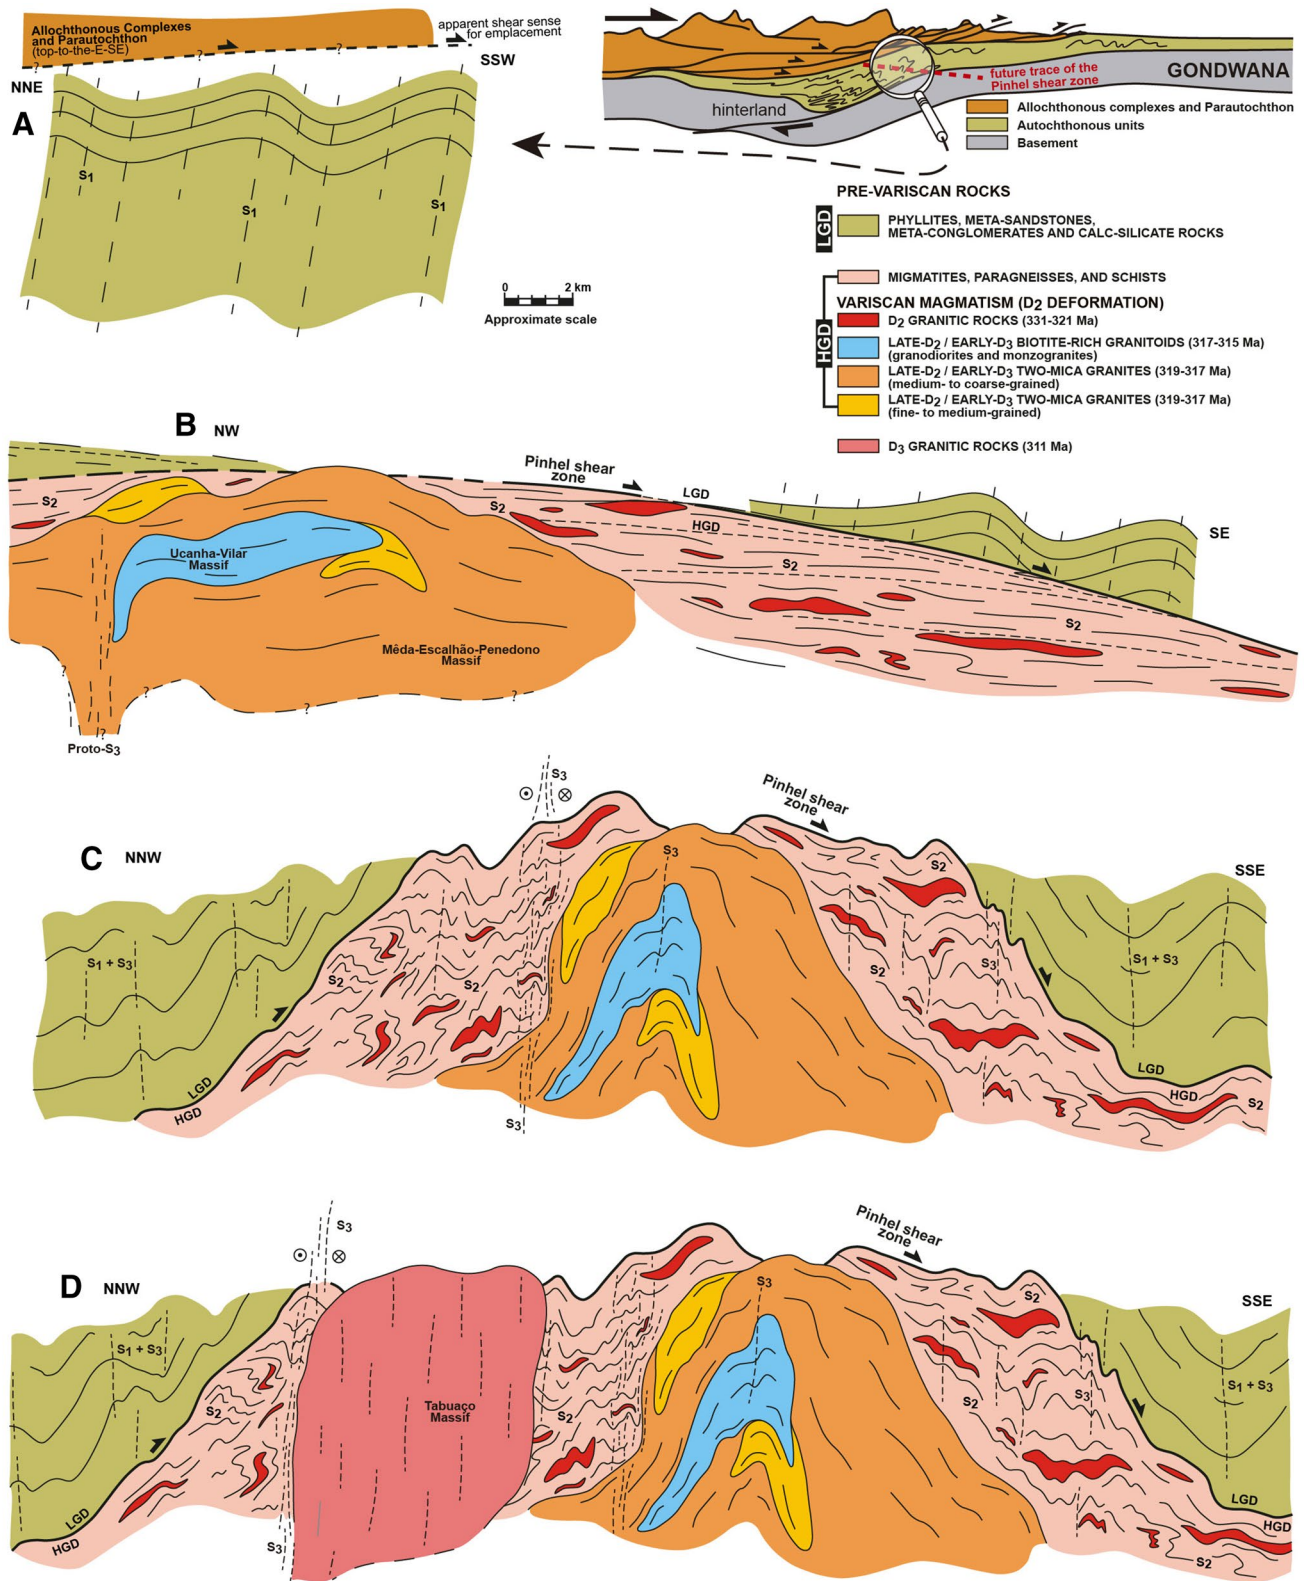 Allochthonous Complexes
and Parautochthon
(top-to-the-E-SE)
apparent shear sense
for emplacement
?
?
?
NNE
SSW
A
S1
S1
S1
hinterland
future trace of the
Pinhel shear zone
GONDWANA
Allochthonous complexes and Parautochthon
Autochthonous units
Basement
0 2 km
Approximate scale
PRE-VARISCAN ROCKS
LGD
PHYLLITES, META-SANDSTONES,
META-CONGLOMERATES AND CALC-SILICATE ROCKS
MIGMATITES, PARAGNEISSES, AND SCHISTS
VARISCAN MAGMATISM (D2 DEFORMATION)
HGD
D2 GRANITIC ROCKS (331-321 Ma)
LATE-D2 / EARLY-D3 BIOTITE-RICH GRANITOIDS (317-315 Ma)
(granodiorites and monzogranites)
LATE-D2 / EARLY-D3 TWO-MICA GRANITES (319-317 Ma)
(medium- to coarse-grained)
LATE-D2 / EARLY-D3 TWO-MICA GRANITES (319-317 Ma)
(fine- to medium-grained)
D3 GRANITIC ROCKS (311 Ma)
B
NW
Pinhel shear
zone
LGD
HGD
SE
S2
S2
S2
S2
Ucanha-Vilar
Massif
Mêda-Escalhão-Penedono
Massif
?
?
?
?
?
Proto-S3
C
NNW
S3
Pinhel shear
zone
SSE
S3
S2
S1 + S3
S2
S2
S2
S3
S1 + S3
LGD
HGD
S3
LGD
HGD
S2
D
NNW
S3
Pinhel shear
zone
SSE
S3
S2
S1 + S3
S2
Tabuaço
Massif
S2
S2
S3
S1 + S3
LGD
HGD
S3
LGD
HGD
S2